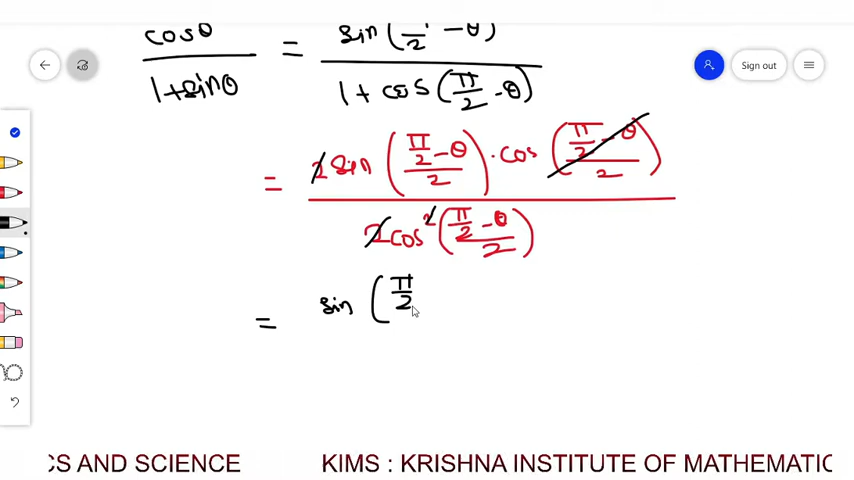 cosθ / 1+sinθ = sin(π/2 - θ) / 1 + cos(π/2 - θ)
= 2 sin((π/2 - θ)/2) · cos((π/2 - θ)/2) / 2cos²((π/2 - θ)/2)
= sin (π/2
Sign out
CS AND SCIENCE KIMS : KRISHNA INSTITUTE OF MATHEMATIC